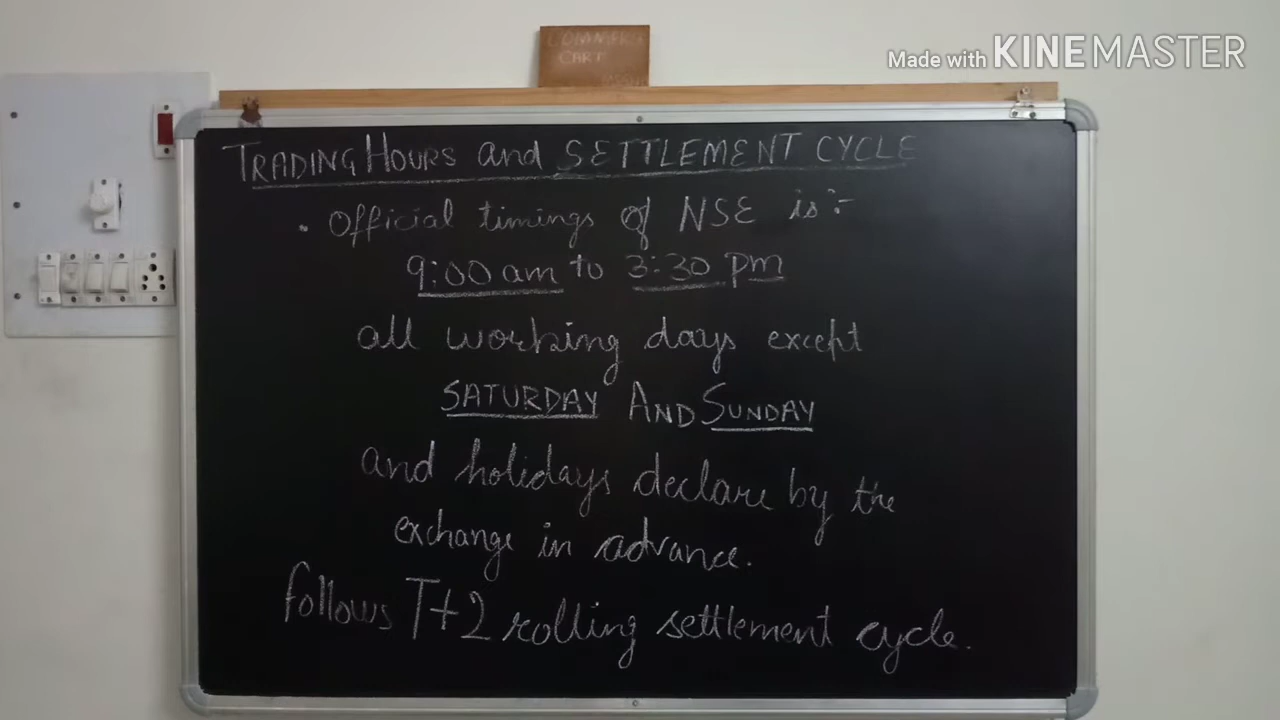 COMMERCE
CART
Made with KINEMASTER
TRADING HOURS and SETTLEMENT CYCLE
• Official timings of NSE is :-
9:00 am to 3:30 pm
all working days except
SATURDAY AND SUNDAY
and holidays declare by the
exchange in advance.
follows T+2 rolling settlement cycle.